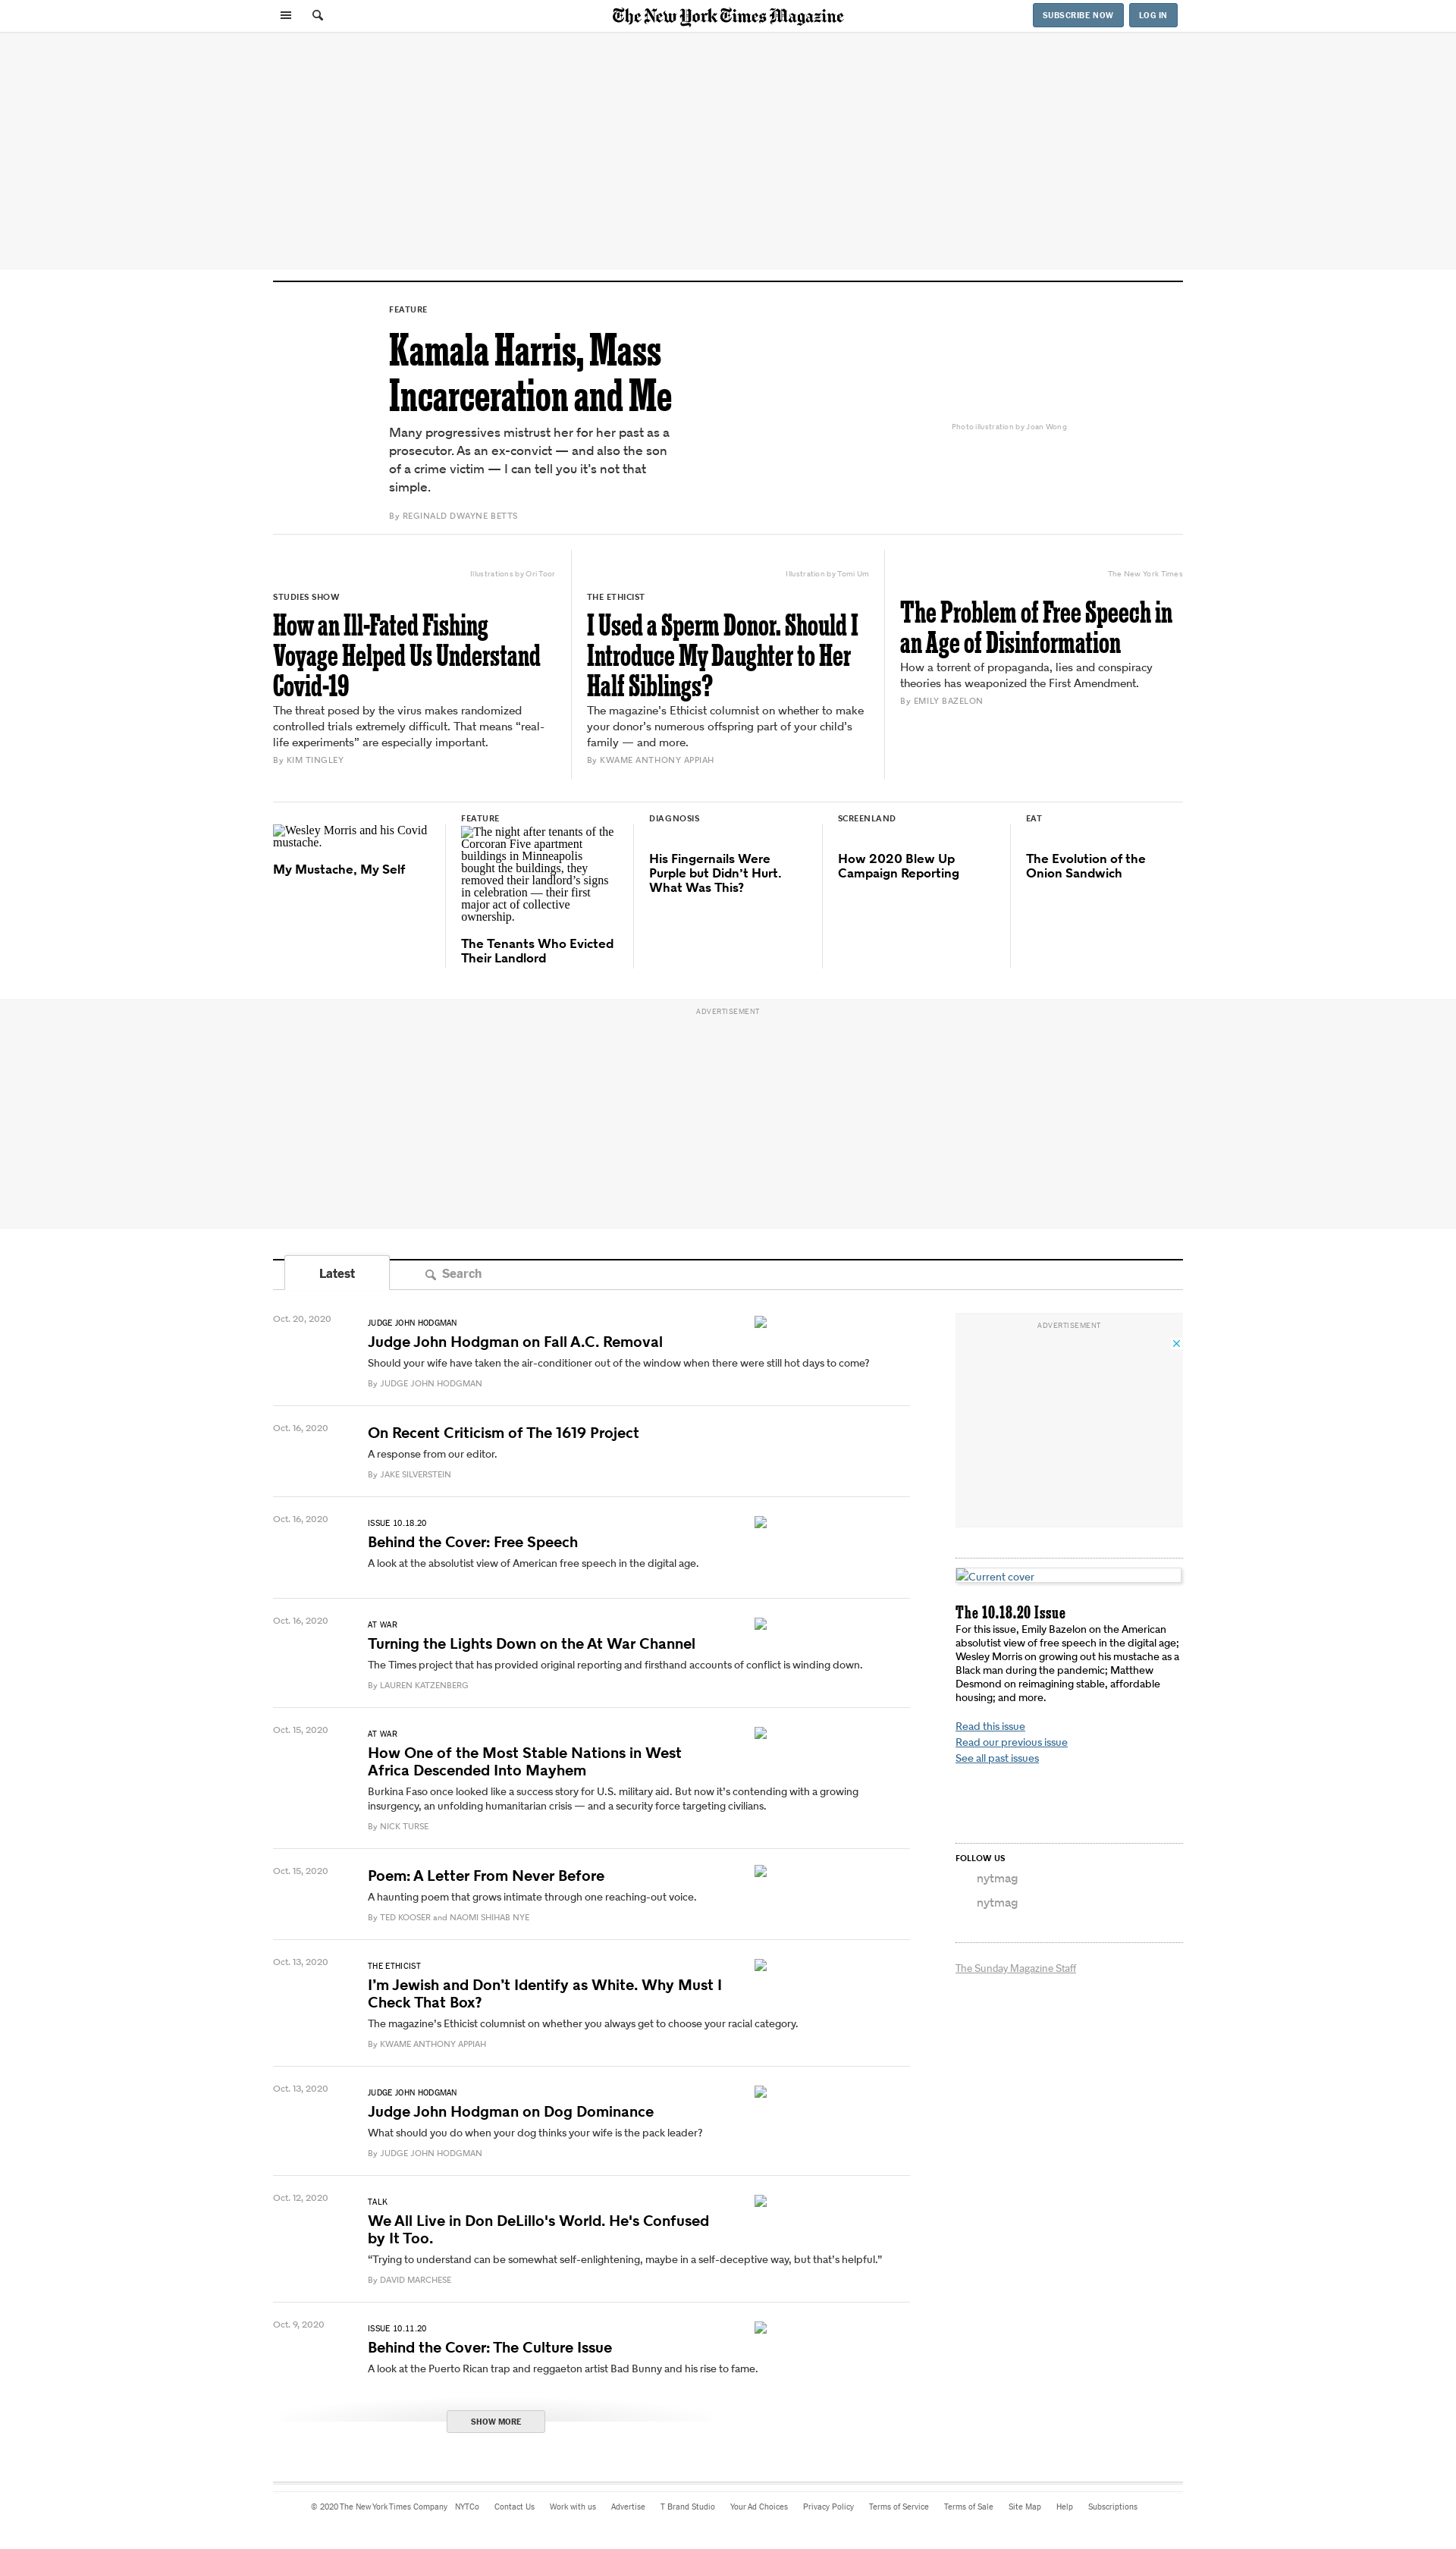 The New York Times Magazine
SUBSCRIBE NOW
LOG IN
FEATURE
Kamala Harris, Mass
Incarceration and Me
Many progressives mistrust her for her past as a
prosecutor. As an ex-convict — and also the son
of a crime victim — I can tell you it’s not that
simple.
By REGINALD DWAYNE BETTS
Photo illustration by Joan Wong
Illustrations by Ori Toor
STUDIES SHOW
How an Ill-Fated Fishing
Voyage Helped Us Understand
Covid-19
The threat posed by the virus makes randomized
controlled trials extremely difficult. That means “real-
life experiments” are especially important.
By KIM TINGLEY
Illustration by Tomi Um
THE ETHICIST
I Used a Sperm Donor. Should I
Introduce My Daughter to Her
Half Siblings?
The magazine’s Ethicist columnist on whether to make
your donor’s numerous offspring part of your child’s
family — and more.
By KWAME ANTHONY APPIAH
The New York Times
The Problem of Free Speech in
an Age of Disinformation
How a torrent of propaganda, lies and conspiracy
theories has weaponized the First Amendment.
By EMILY BAZELON
Wesley Morris and his Covid
mustache.
My Mustache, My Self
FEATURE
The night after tenants of the
Corcoran Five apartment
buildings in Minneapolis
bought the buildings, they
removed their landlord’s signs
in celebration — their first
major act of collective
ownership.
The Tenants Who Evicted
Their Landlord
DIAGNOSIS
His Fingernails Were
Purple but Didn’t Hurt.
What Was This?
SCREENLAND
How 2020 Blew Up
Campaign Reporting
EAT
The Evolution of the
Onion Sandwich
ADVERTISEMENT
Latest
Search
Oct. 20, 2020
JUDGE JOHN HODGMAN
Judge John Hodgman on Fall A.C. Removal
Should your wife have taken the air-conditioner out of the window when there were still hot days to come?
By JUDGE JOHN HODGMAN
Oct. 16, 2020
On Recent Criticism of The 1619 Project
A response from our editor.
By JAKE SILVERSTEIN
Oct. 16, 2020
ISSUE 10.18.20
Behind the Cover: Free Speech
A look at the absolutist view of American free speech in the digital age.
Oct. 16, 2020
AT WAR
Turning the Lights Down on the At War Channel
The Times project that has provided original reporting and firsthand accounts of conflict is winding down.
By LAUREN KATZENBERG
Oct. 15, 2020
AT WAR
How One of the Most Stable Nations in West
Africa Descended Into Mayhem
Burkina Faso once looked like a success story for U.S. military aid. But now it’s contending with a growing
insurgency, an unfolding humanitarian crisis — and a security force targeting civilians.
By NICK TURSE
Oct. 15, 2020
Poem: A Letter From Never Before
A haunting poem that grows intimate through one reaching-out voice.
By TED KOOSER and NAOMI SHIHAB NYE
Oct. 13, 2020
THE ETHICIST
I’m Jewish and Don’t Identify as White. Why Must I
Check That Box?
The magazine’s Ethicist columnist on whether you always get to choose your racial category.
By KWAME ANTHONY APPIAH
Oct. 13, 2020
JUDGE JOHN HODGMAN
Judge John Hodgman on Dog Dominance
What should you do when your dog thinks your wife is the pack leader?
By JUDGE JOHN HODGMAN
Oct. 12, 2020
TALK
We All Live in Don DeLillo's World. He's Confused
by It Too.
“Trying to understand can be somewhat self-enlightening, maybe in a self-deceptive way, but that’s helpful.”
By DAVID MARCHESE
Oct. 9, 2020
ISSUE 10.11.20
Behind the Cover: The Culture Issue
A look at the Puerto Rican trap and reggaeton artist Bad Bunny and his rise to fame.
SHOW MORE
ADVERTISEMENT
Current cover
The 10.18.20 Issue
For this issue, Emily Bazelon on the American
absolutist view of free speech in the digital age;
Wesley Morris on growing out his mustache as a
Black man during the pandemic; Matthew
Desmond on reimagining stable, affordable
housing; and more.
Read this issue
Read our previous issue
See all past issues
FOLLOW US
nytmag
nytmag
The Sunday Magazine Staff
© 2020 The New York Times Company NYTCo Contact Us Work with us Advertise T Brand Studio Your Ad Choices Privacy Policy Terms of Service Terms of Sale Site Map Help Subscriptions